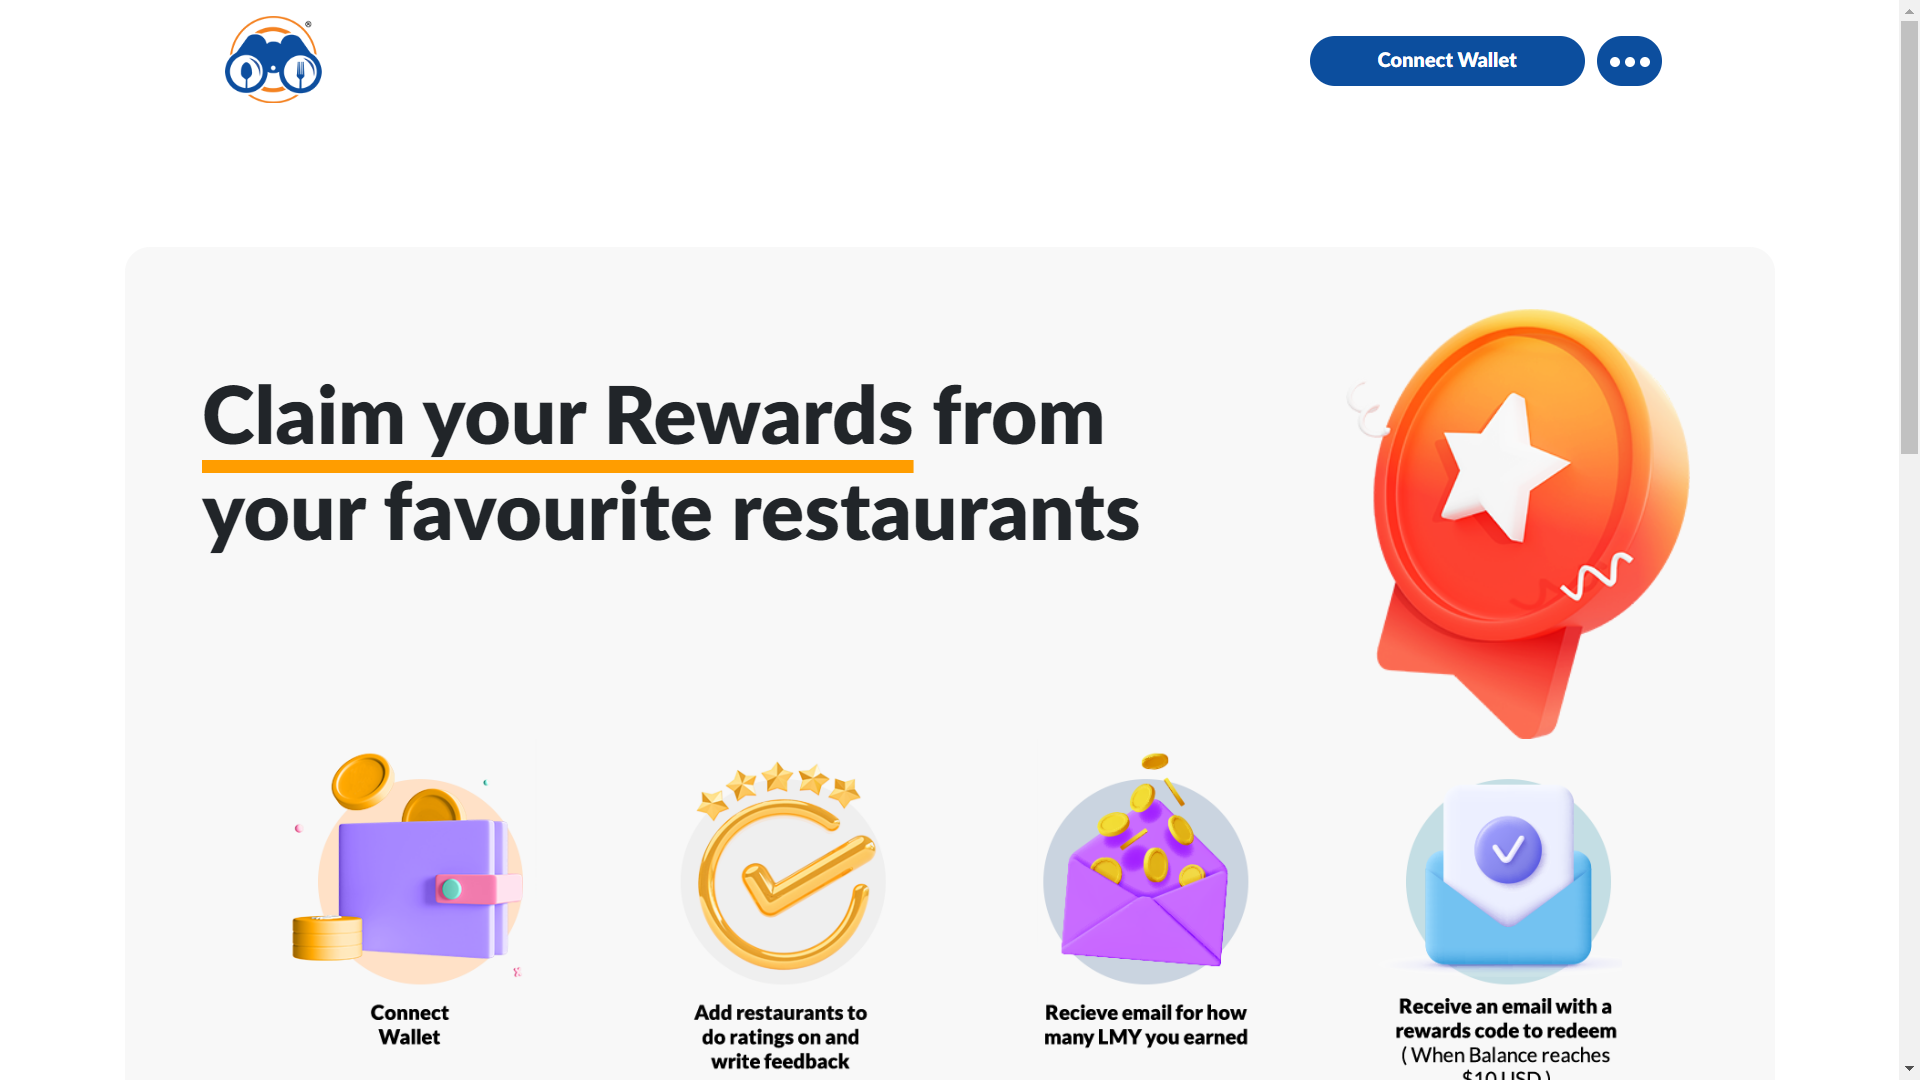 ®
Connect Wallet
Claim your Rewards from
your favourite restaurants
Connect
Wallet
Add restaurants to
do ratings on and
write feedback
Recieve email for how
many LMY you earned
Receive an email with a
rewards code to redeem
( When Balance reaches
$10 USD )